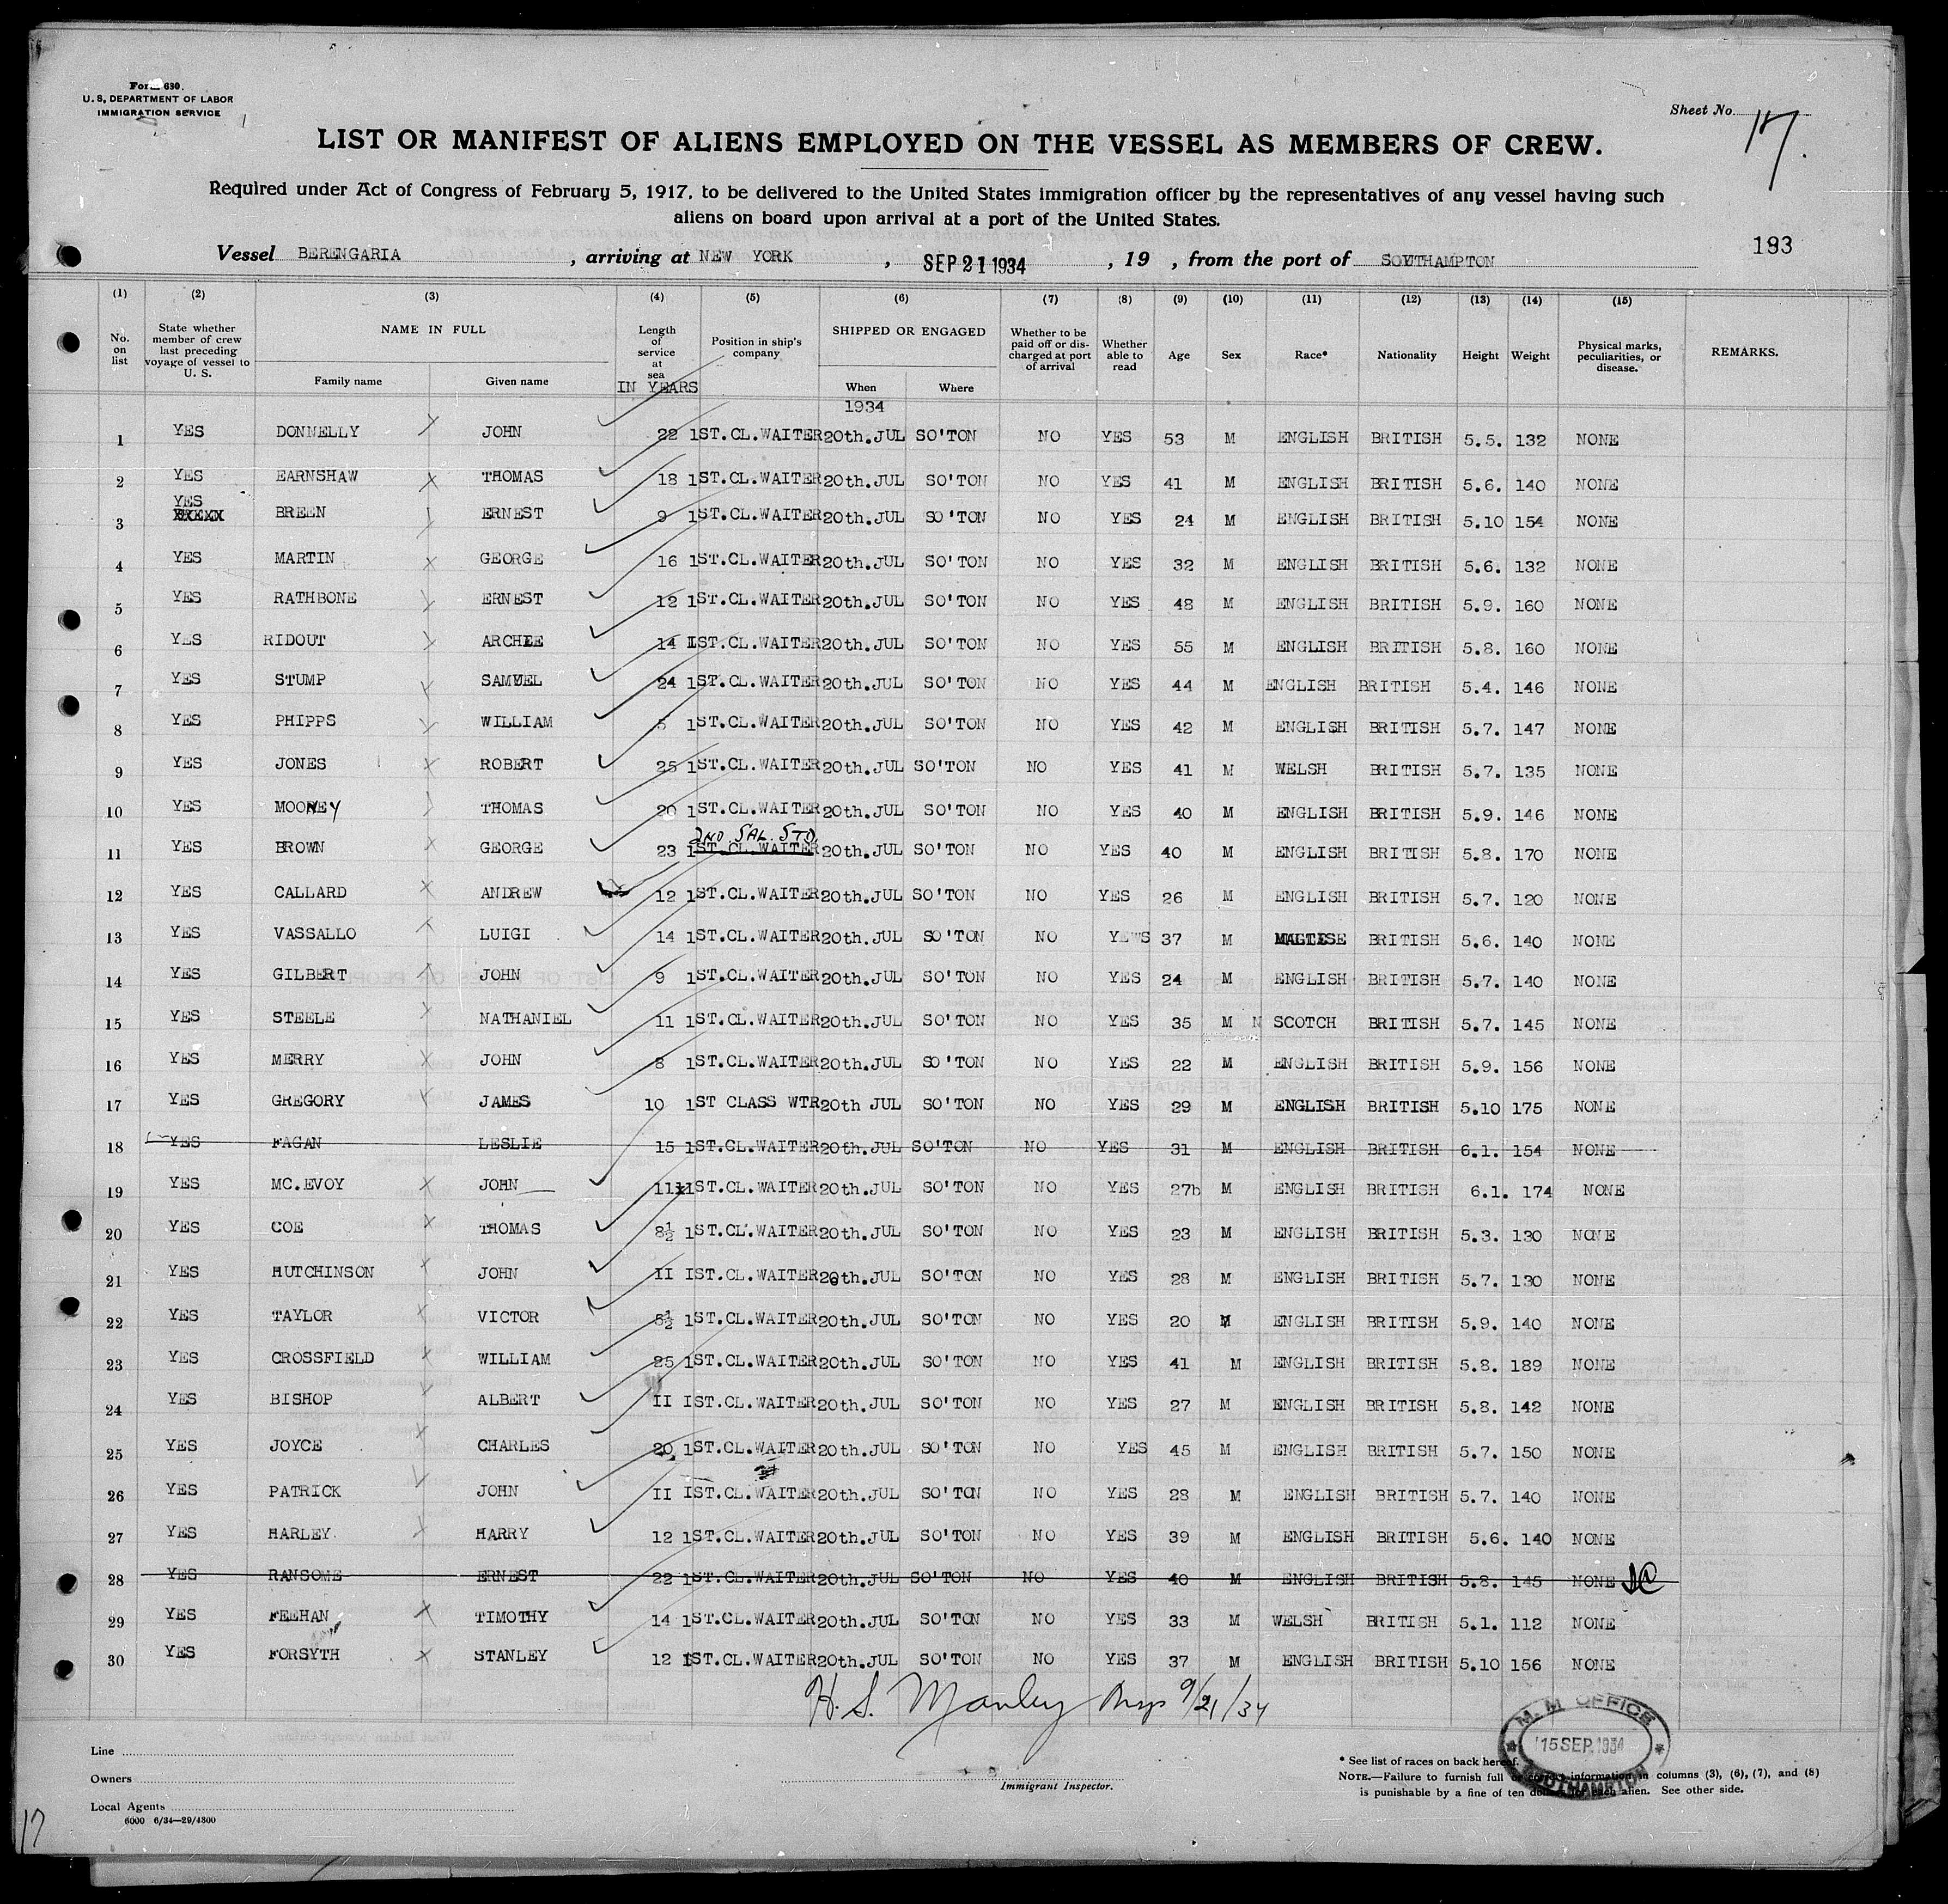 Form 680.
U. S. DEPARTMENT OF LABOR
IMMIGRATION SERVICE
Sheet No. 17.
LIST OR MANIFEST OF ALIENS EMPLOYED ON THE VESSEL AS MEMBERS OF CREW.
Required under Act of Congress of February 5, 1917, to be delivered to the United States immigration officer by the representatives of any vessel having such
aliens on board upon arrival at a port of the United States.
193
Vessel BERENGARIA, arriving at NEW YORK, SEP 21 1934, 19 , from the port of SOUTHAMPTON
(1) (2) (3) (4) (5) (6) (7) (8) (9) (10) (11) (12) (13) (14) (15)
No. on list State whether member of crew last preceding voyage of vessel to U. S. NAME IN FULL Family name Given name Length of service at sea IN YEARS Position in ship's company SHIPPED OR ENGAGED When Where Whether to be paid off or discharged at port of arrival Whether able to read Age Sex Race* Nationality Height Weight Physical marks, peculiarities, or disease. REMARKS.
1934
1 YES DONNELLY JOHN 22 1ST.CL.WAITER 20th.JUL SO'TON NO YES 53 M ENGLISH BRITISH 5.5. 132 NONE
2 YES EARNSHAW THOMAS 18 1ST.CL.WAITER 20th.JUL SO'TON NO YES 41 M ENGLISH BRITISH 5.6. 140 NONE
3 YES BREEN ERNEST 9 1ST.CL.WAITER 20th.JUL SO'TON NO YES 24 M ENGLISH BRITISH 5.10 154 NONE
4 YES MARTIN GEORGE 16 1ST.CL.WAITER 20th.JUL SO'TON NO YES 32 M ENGLISH BRITISH 5.6. 132 NONE
5 YES RATHBONE ERNEST 12 1ST.CL.WAITER 20th.JUL SO'TON NO YES 48 M ENGLISH BRITISH 5.9. 160 NONE
6 YES RIDOUT ARCHIE 14 1ST.CL.WAITER 20th.JUL SO'TON NO YES 55 M ENGLISH BRITISH 5.8. 160 NONE
7 YES STUMP SAMUEL 24 1ST.CL.WAITER 20th.JUL SO'TON NO YES 44 M ENGLISH BRITISH 5.4. 146 NONE
8 YES PHIPPS WILLIAM 5 1ST.CL.WAITER 20th.JUL SO'TON NO YES 42 M ENGLISH BRITISH 5.7. 147 NONE
9 YES JONES ROBERT 25 1ST.CL.WAITER 20th.JUL SO'TON NO YES 41 M WELSH BRITISH 5.7. 135 NONE
10 YES MOONEY THOMAS 20 1ST.CL.WAITER 20th.JUL SO'TON NO YES 40 M ENGLISH BRITISH 5.9. 146 NONE
2ND SAL. STD.
11 YES BROWN GEORGE 23 1ST.CL.WAITER 20th.JUL SO'TON NO YES 40 M ENGLISH BRITISH 5.8. 170 NONE
12 YES CALLARD ANDREW 12 1ST.CL.WAITER 20th.JUL SO'TON NO YES 26 M ENGLISH BRITISH 5.7. 120 NONE
13 YES VASSALLO LUIGI 14 1ST.CL.WAITER 20th.JUL SO'TON NO YEWS 37 M MALTESE BRITISH 5.6. 140 NONE
14 YES GILBERT JOHN 9 1ST.CL.WAITER 20th.JUL SO'TON NO YES 24 M ENGLISH BRITISH 5.7. 140 NONE
15 YES STEELE NATHANIEL 11 1ST.CL.WAITER 20th.JUL SO'TON NO YES 35 M N SCOTCH BRITISH 5.7. 145 NONE
16 YES MERRY JOHN 8 1ST.CL.WAITER 20th.JUL SO'TON NO YES 22 M ENGLISH BRITISH 5.9. 156 NONE
17 YES GREGORY JAMES 10 1ST CLASS WTR 20th JUL SO'TON NO YES 29 M ENGLISH BRITISH 5.10 175 NONE
18 YES FAGAN LESLIE 15 1ST.CL.WAITER 20th.JUL SO'TON NO YES 31 M ENGLISH BRITISH 6.1. 154 NONE
19 YES MC.EVOY JOHN 11 1ST.CL.WAITER 20th.JUL SO'TON NO YES 27b M ENGLISH BRITISH 6.1. 174 NONE
20 YES COE THOMAS 8½ 1ST.CL.WAITER 20th.JUL SO'TON NO YES 23 M ENGLISH BRITISH 5.3. 130 NONE
21 YES HUTCHINSON JOHN II IST.CL.WAITER 20th.JUL SO'TON NO YES 28 M ENGLISH BRITISH 5.7. 130 NONE
22 YES TAYLOR VICTOR 5½ 1ST.CL.WAITER 20th.JUL SO'TON NO YES 20 M ENGLISH BRITISH 5.9. 140 NONE
23 YES CROSSFIELD WILLIAM 25 1ST.CL.WAITER 20th.JUL SO'TON NO YES 41 M ENGLISH BRITISH 5.8. 189 NONE
24 YES BISHOP ALBERT II IST.CL.WAITER 20th.JUL SO'TON NO YES 27 M ENGLISH BRITISH 5.8. 142 NONE
25 YES JOYCE CHARLES 20 1ST.CL.WAITER 20th.JUL SO'TON NO YES 45 M ENGLISH BRITISH 5.7. 150 NONE
26 YES PATRICK JOHN II IST.CL.WAITER 20th.JUL SO'TON NO YES 28 M ENGLISH BRITISH 5.7. 140 NONE
27 YES HARLEY HARRY 12 1ST.CL.WAITER 20th.JUL SO'TON NO YES 39 M ENGLISH BRITISH 5.6. 140 NONE
28 YES RANSOME ERNEST 22 1ST.CL.WAITER 20th.JUL SO'TON NO YES 40 M ENGLISH BRITISH 5.8. 145 NONE
29 YES FEEHAN TIMOTHY 14 1ST.CL.WAITER 20th.JUL SO'TON NO YES 33 M WELSH BRITISH 5.1. 112 NONE
30 YES FORSYTH STANLEY 12 1ST.CL.WAITER 20th.JUL SO'TON NO YES 37 M ENGLISH BRITISH 5.10 156 NONE
H. S. Manley Insp 9/21/34
M. M OFFICE
15 SEP. 1934
SOUTHAMPTON
Line
Owners
Local Agents
6000 6/34—29/4300
Immigrant Inspector.
* See list of races on back hereof.
NOTE.—Failure to furnish full or correct information in columns (3), (6), (7), and (8)
is punishable by a fine of ten dollars for each alien. See other side.
17